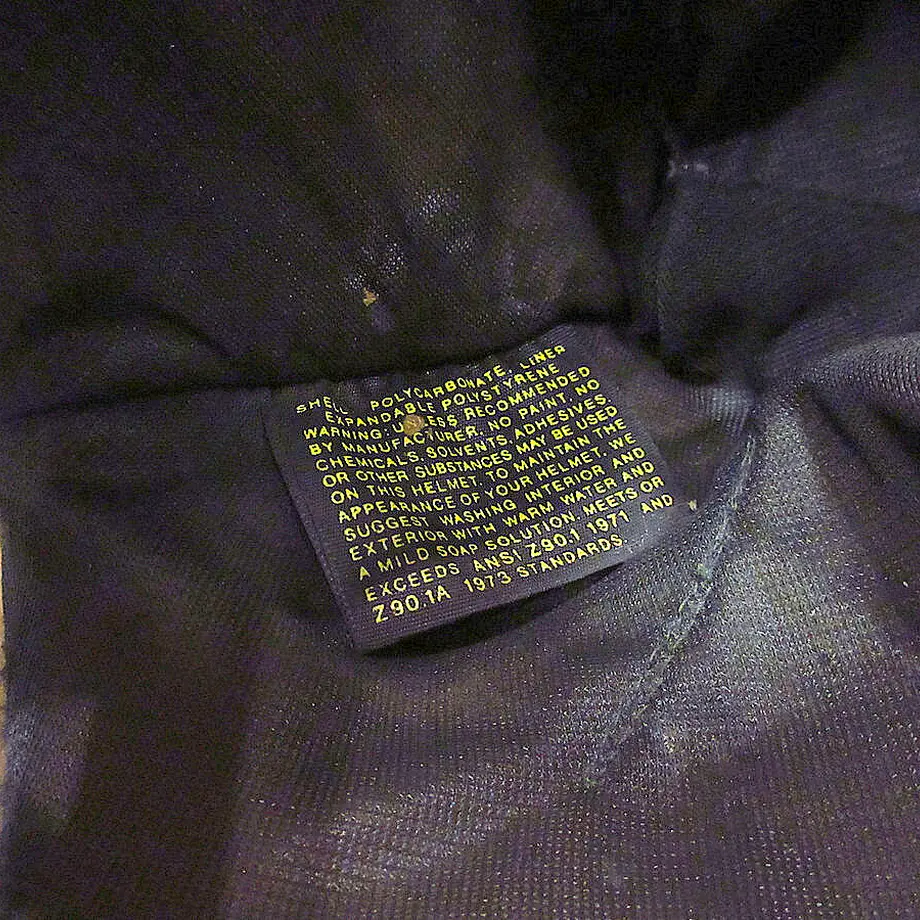 SHELL POLYCARBONATE, LINER
EXPANDABLE POLYSTYRENE
WARNING: UNLESS RECOMMENDED
BY MANUFACTURER, NO PAINT, NO
CHEMICALS, SOLVENTS, ADHESIVES,
OR OTHER SUBSTANCES MAY BE USED
ON THIS HELMET. TO MAINTAIN THE
APPEARANCE OF YOUR HELMET, WE
SUGGEST WASHING INTERIOR AND
EXTERIOR WITH WARM WATER AND
A MILD SOAP SOLUTION. MEETS OR
EXCEEDS ANSI Z90.1 1971 AND
Z90.1A 1973 STANDARDS.